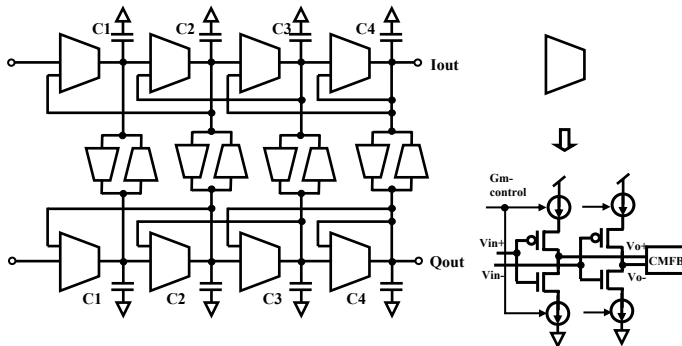 C1 C2 C3 C4
Iout
Gm-
control
Vin+ Vo+
Vin- CMFB
Vo-
Qout
C1 C2 C3 C4